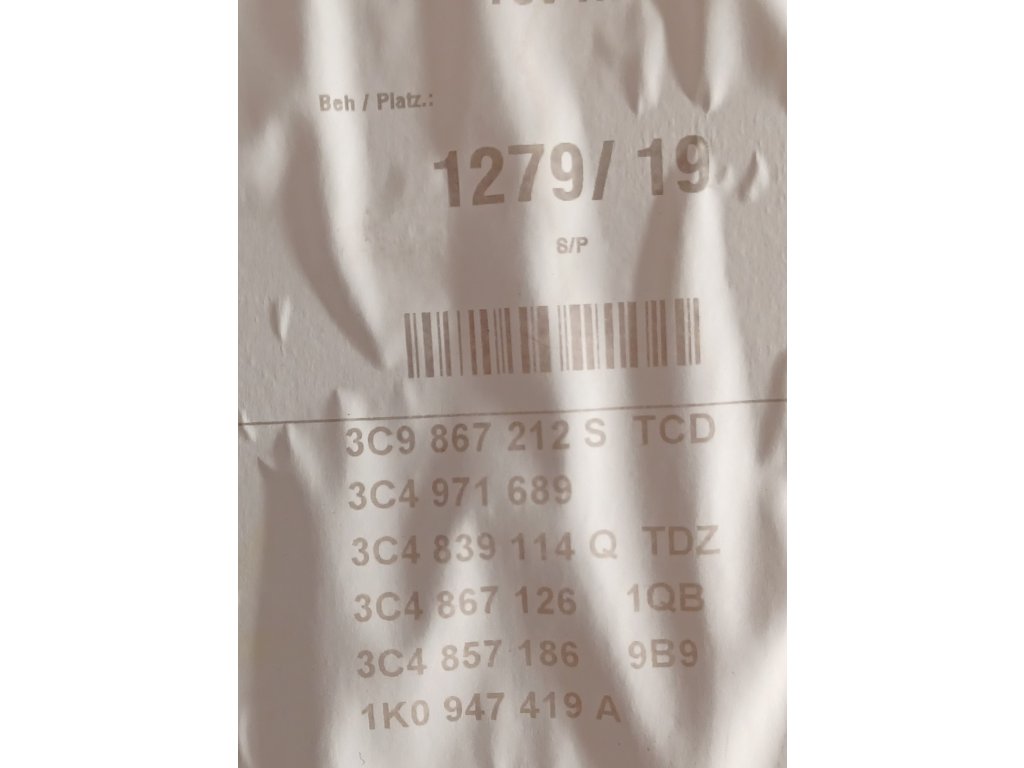 Beh / Platz.:
1279/ 19
S/P
3C9 867 212 S TCD
3C4 971 689
3C4 839 114 Q TDZ
3C4 867 126 1QB
3C4 857 186 9B9
1K0 947 419 A